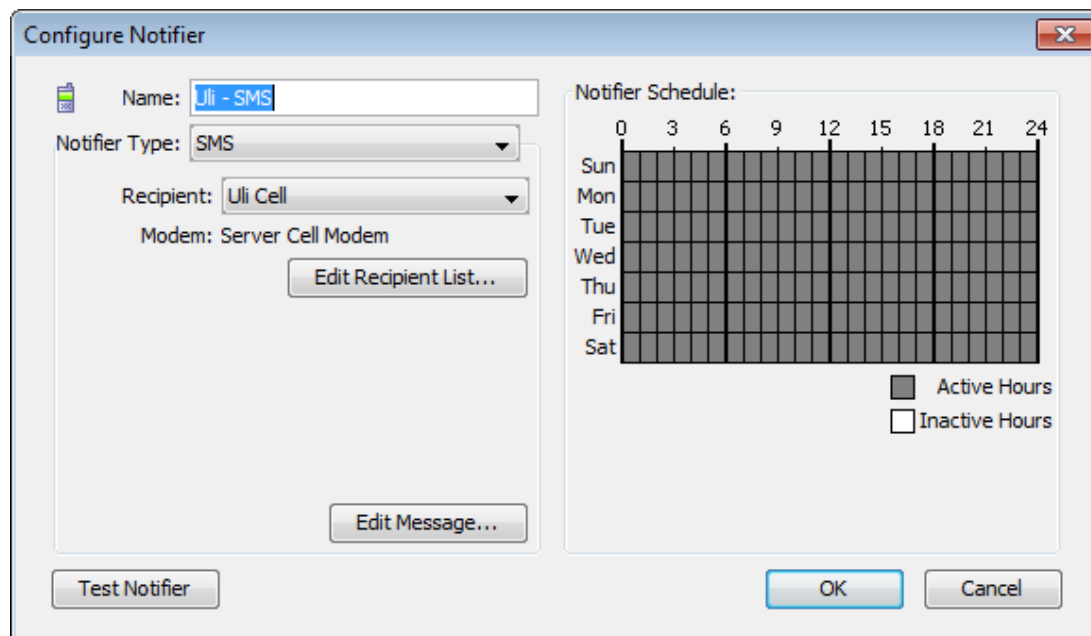 Configure Notifier
Name: Uli - SMS
Notifier Type: SMS
Recipient: Uli Cell
Modem: Server Cell Modem
Edit Recipient List...
Edit Message...
Notifier Schedule:
0 3 6 9 12 15 18 21 24
Sun
Mon
Tue
Wed
Thu
Fri
Sat
Active Hours
Inactive Hours
Test Notifier
OK
Cancel